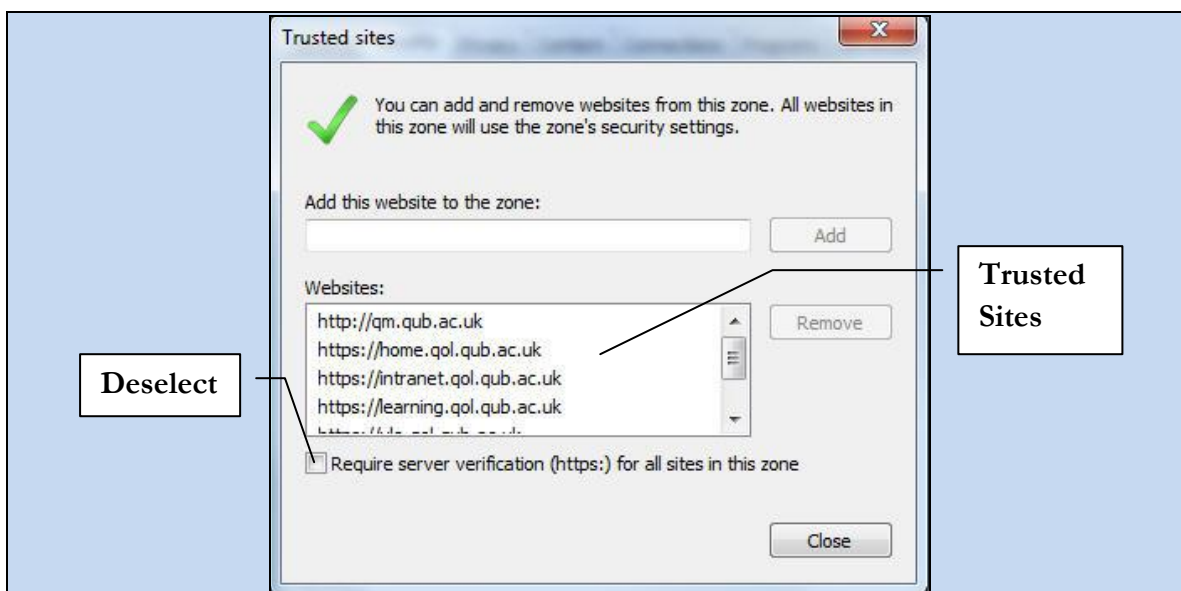 Trusted sites
You can add and remove websites from this zone. All websites in
this zone will use the zone's security settings.
Add this website to the zone:
Add
Trusted
Sites
Websites:
http://qm.qub.ac.uk
Remove
https://home.qol.qub.ac.uk
https://intranet.qol.qub.ac.uk
Deselect
https://learning.qol.qub.ac.uk
Require server verification (https:) for all sites in this zone
Close